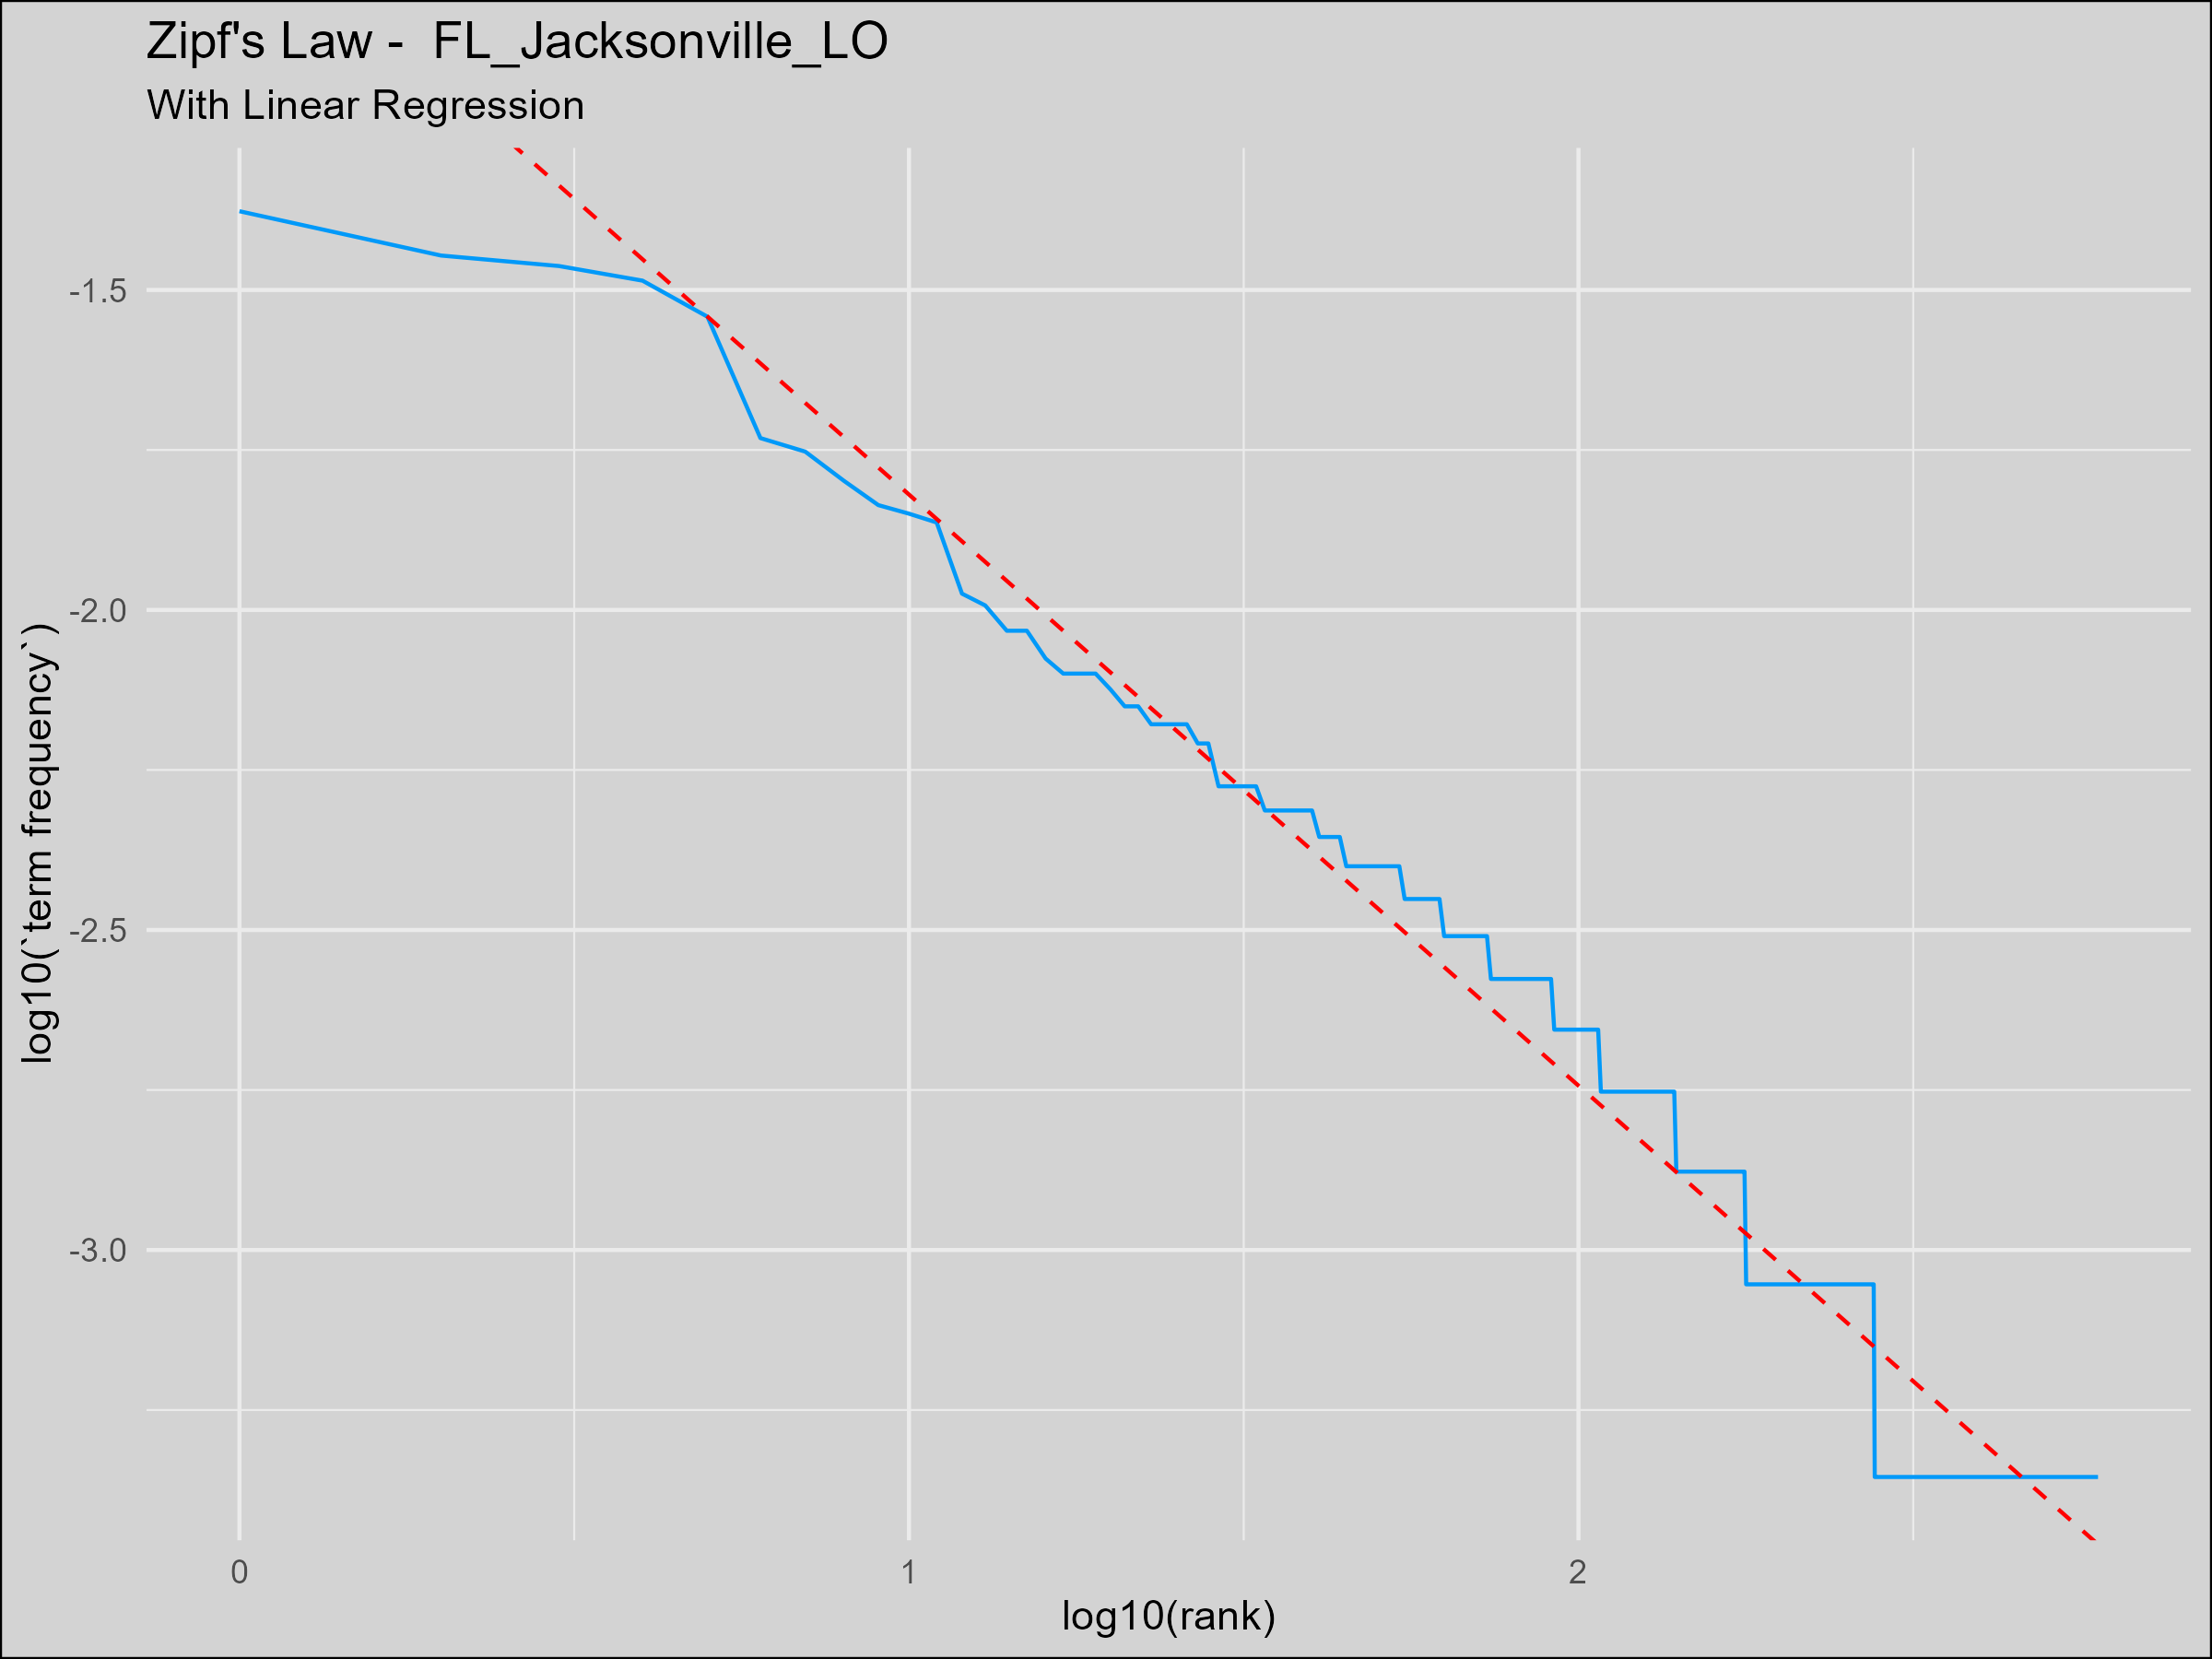 Zipf's Law -  FL_Jacksonville_LO
With Linear Regression
log10(`term frequency`)
-1.5
-2.0
-2.5
-3.0
0
1
2
log10(rank)